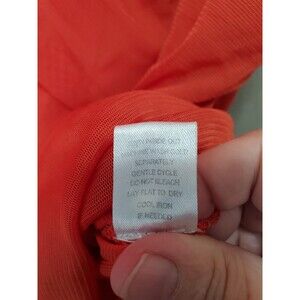 TURN INSIDE OUT
MACHINE WASH COLD
SEPARATELY
GENTLE CYCLE
DO NOT BLEACH
LAY FLAT TO DRY
COOL IRON
IF NEEDED